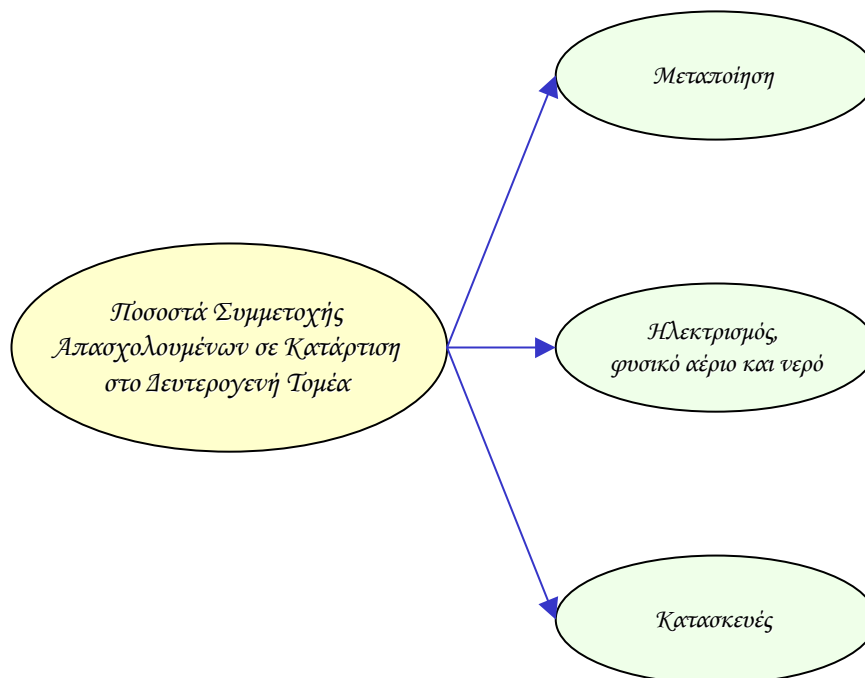 Μεταποίηση
Ποσοστά Συμμετοχής
Απασχολουμένων σε Κατάρτιση
στο Δευτερογενή Τομέα
Ηλεκτρισμός,
φυσικό αέριο και νερό
Κατασκευές